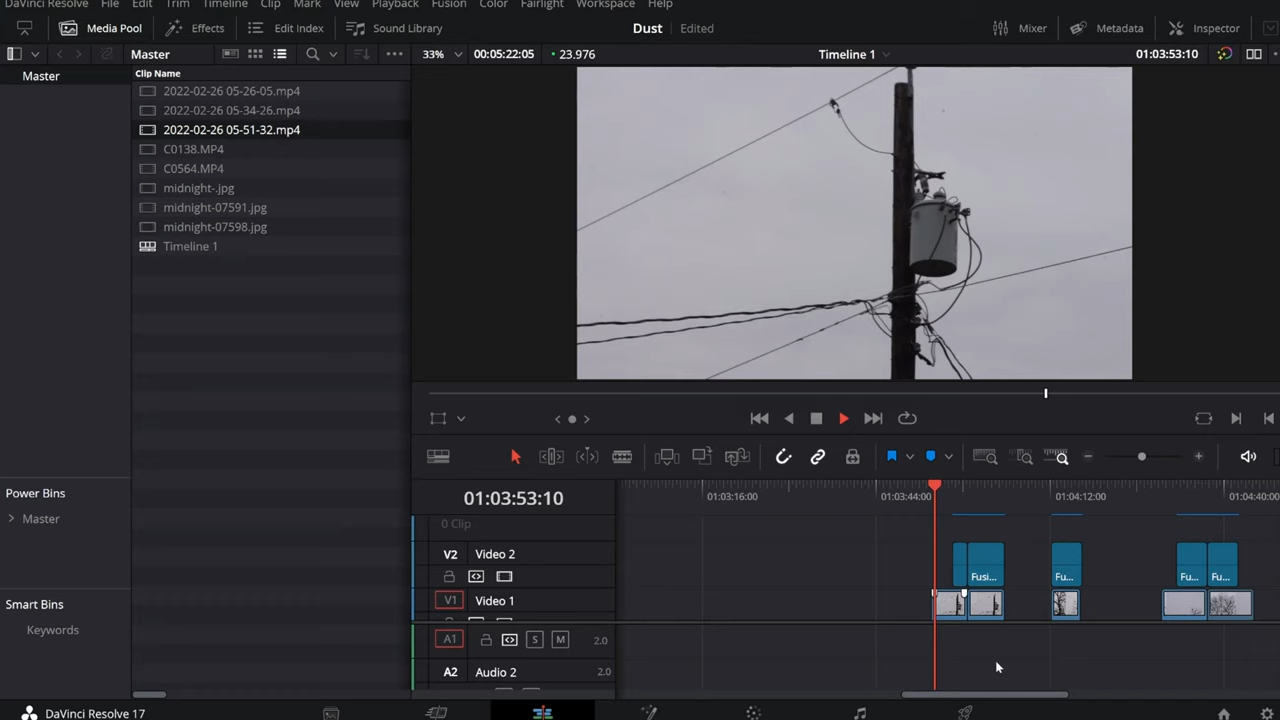 DaVinci Resolve Edit Trim Timeline Clip Mark View Playback Fusion Color Fairlight Workspace Help
Media Pool Effects Edit Index Sound Library Dust Edited Mixer Metadata Inspector
Master 33% 00:05:22:05 23.976 Timeline 1 01:03:53:10
Master
Clip Name
2022-02-26 05-26-05.mp4
2022-02-26 05-34-26.mp4
2022-02-26 05-51-32.mp4
C0138.MP4
C0564.MP4
midnight-.jpg
midnight-07591.jpg
midnight-07598.jpg
Timeline 1
Power Bins
Master
Smart Bins
Keywords
01:03:53:10 01:03:16:00 01:03:44:00 01:04:12:00 01:04:40:00
0 Clip
V2 Video 2
Fusi... Fu... Fu... Fu...
V1 Video 1
A1 S M 2.0
A2 Audio 2 2.0
DaVinci Resolve 17